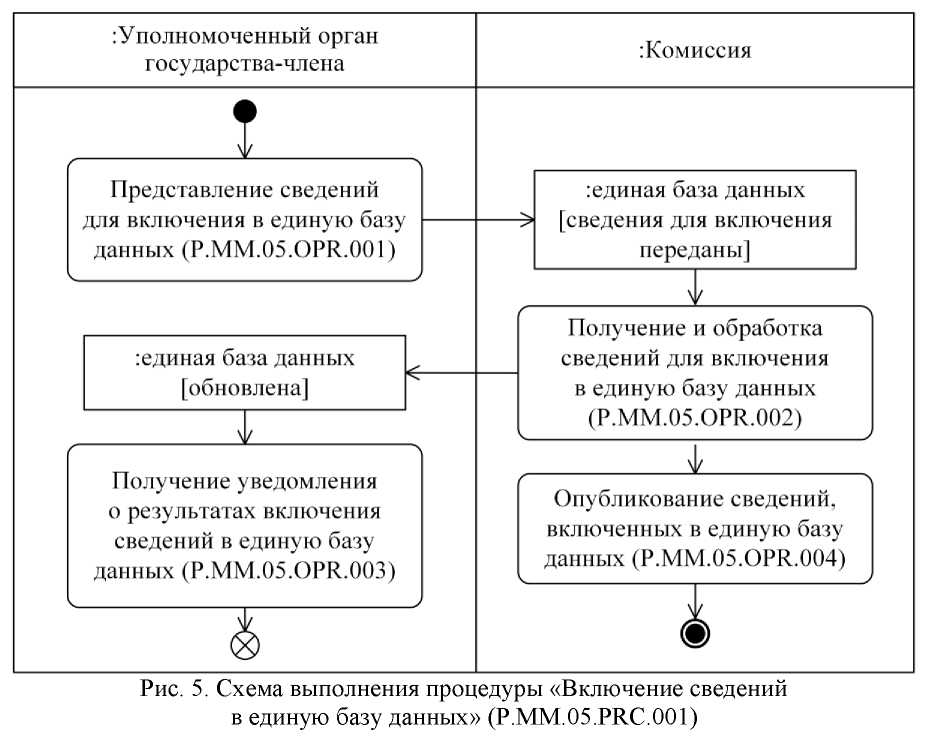 :Уполномоченный орган
государства-члена
:Комиссия
Представление сведений
для включения в единую базу
данных (P.MM.05.OPR.001)
:единая база данных
[сведения для включения
переданы]
Получение и обработка
сведений для включения
в единую базу данных
(P.MM.05.OPR.002)
:единая база данных
[обновлена]
Получение уведомления
о результатах включения
сведений в единую базу
данных (P.MM.05.OPR.003)
Опубликование сведений,
включенных в единую базу
данных (P.MM.05.OPR.004)
Рис. 5. Схема выполнения процедуры «Включение сведений
в единую базу данных» (P.MM.05.PRC.001)